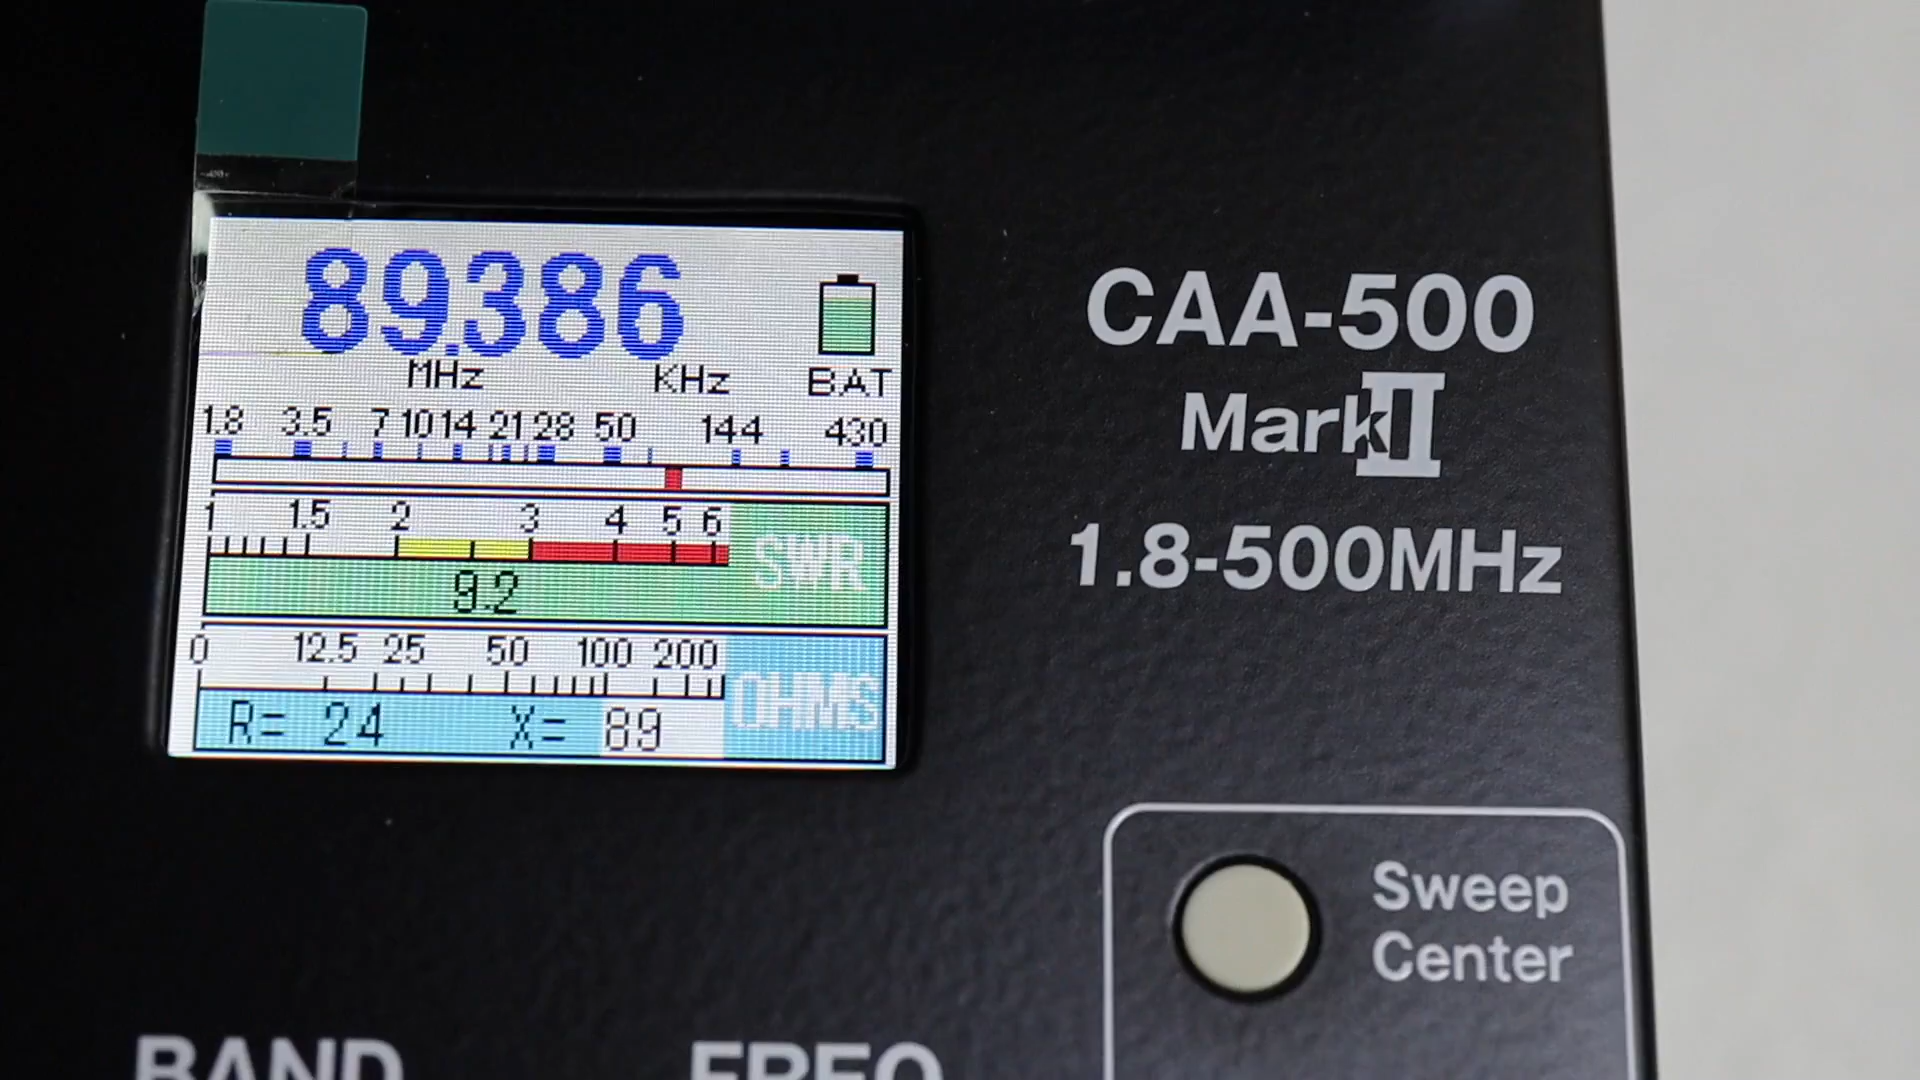 89.386
MHz KHz BAT
1.8 3.5 7 10 14 21 28 50 144 430
1 1.5 2 3 4 5 6
SWR
9.2
0 12.5 25 50 100 200
OHMS
R= 24 X= 89
CAA-500
MarkII
1.8-500MHz
Sweep
Center
BAND FREQ